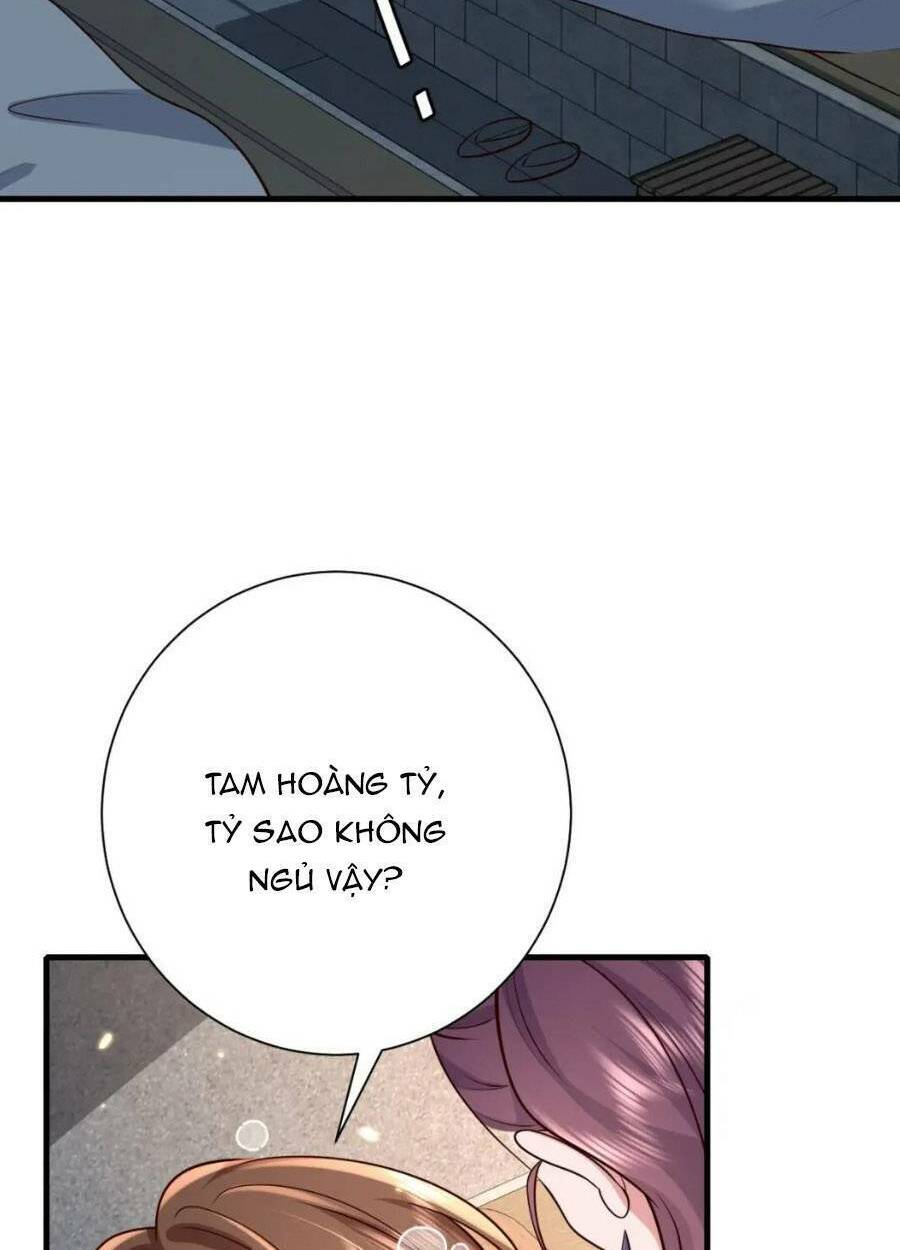 TAM HOÀNG TỶ,
TỶ SAO KHÔNG
NGỦ VẬY?